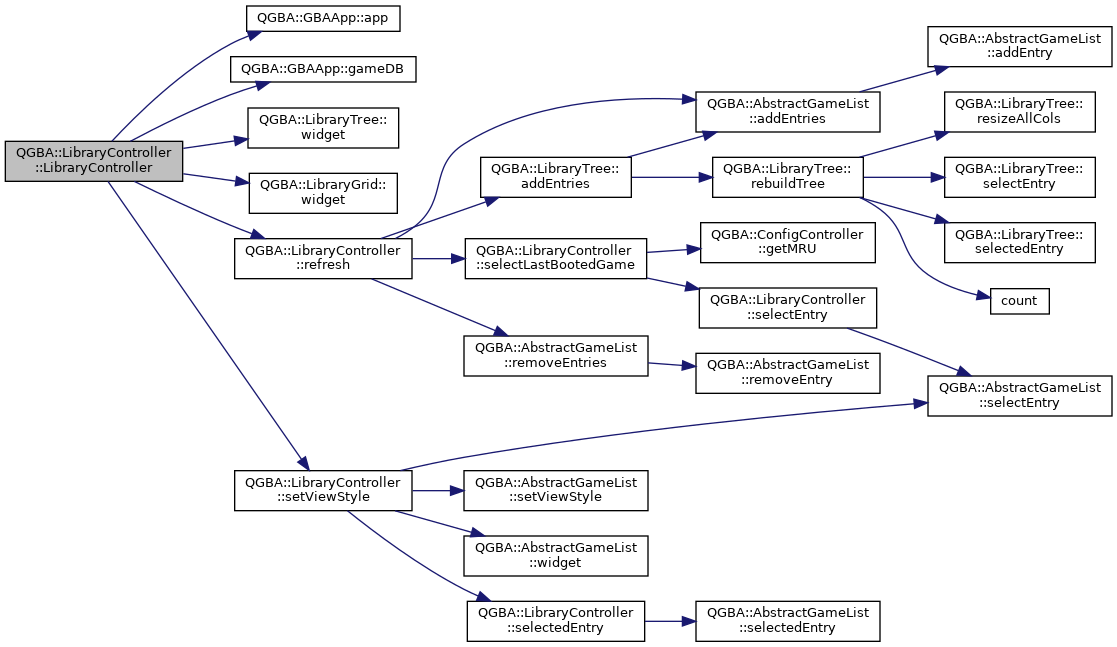 QGBA::GBAApp::app
QGBA::GBAApp::gameDB
QGBA::LibraryTree::
widget
QGBA::LibraryController
::LibraryController
QGBA::LibraryGrid::
widget
QGBA::LibraryController
::refresh
QGBA::LibraryController
::setViewStyle
QGBA::LibraryTree::
addEntries
QGBA::LibraryController
::selectLastBootedGame
QGBA::AbstractGameList
::removeEntries
QGBA::AbstractGameList
::setViewStyle
QGBA::AbstractGameList
::widget
QGBA::LibraryController
::selectedEntry
QGBA::AbstractGameList
::addEntries
QGBA::LibraryTree::
rebuildTree
QGBA::ConfigController
::getMRU
QGBA::LibraryController
::selectEntry
QGBA::AbstractGameList
::removeEntry
QGBA::AbstractGameList
::selectedEntry
QGBA::AbstractGameList
::addEntry
QGBA::LibraryTree::
resizeAllCols
QGBA::LibraryTree::
selectEntry
QGBA::LibraryTree::
selectedEntry
count
QGBA::AbstractGameList
::selectEntry